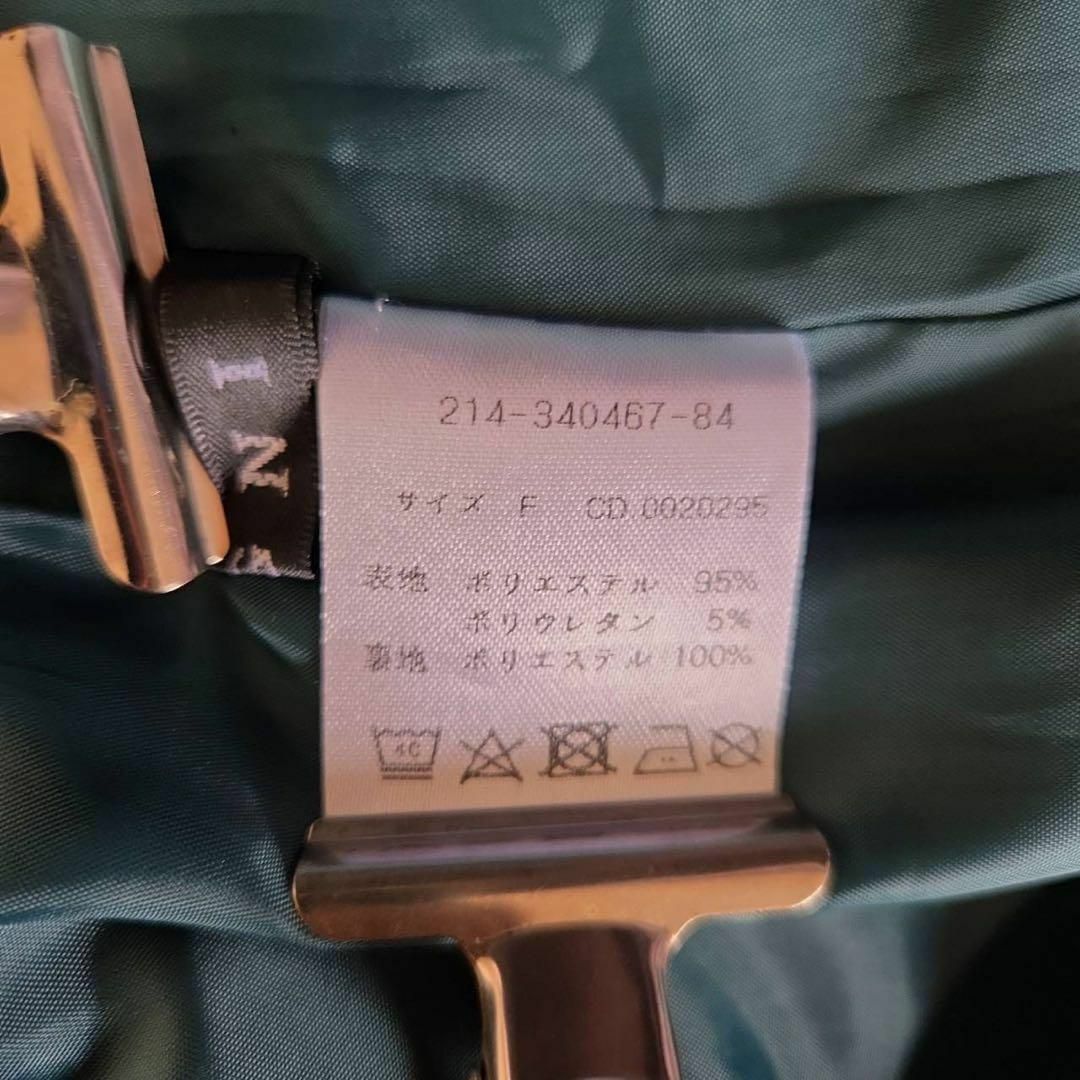 I N
214-340467-84
サイズ F CD 0020295
表地 ポリエステル 95%
ポリウレタン 5%
裏地 ポリエステル 100%
40